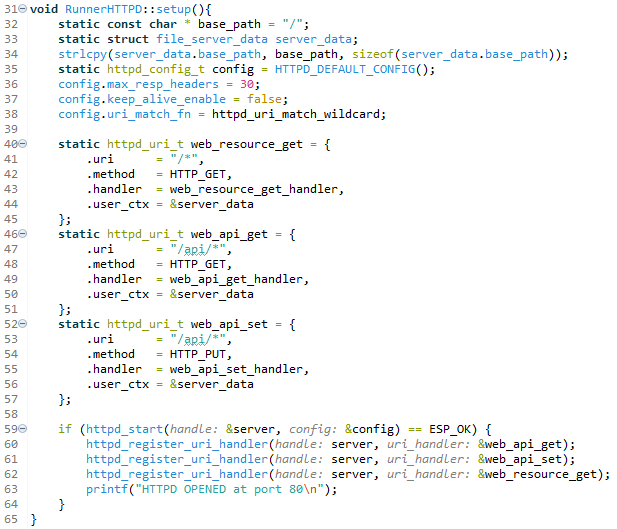 31 void RunnerHTTPD::setup(){
32     static const char * base_path = "/";
33     static struct file_server_data server_data;
34     strlcpy(server_data.base_path, base_path, sizeof(server_data.base_path));
35     static httpd_config_t config = HTTPD_DEFAULT_CONFIG();
36     config.max_resp_headers = 30;
37     config.keep_alive_enable = false;
38     config.uri_match_fn = httpd_uri_match_wildcard;
39
40     static httpd_uri_t web_resource_get = {
41         .uri      = "/*",
42         .method   = HTTP_GET,
43         .handler  = web_resource_get_handler,
44         .user_ctx = &server_data
45     };
46     static httpd_uri_t web_api_get = {
47         .uri      = "/api/*",
48         .method   = HTTP_GET,
49         .handler  = web_api_get_handler,
50         .user_ctx = &server_data
51     };
52     static httpd_uri_t web_api_set = {
53         .uri      = "/api/*",
54         .method   = HTTP_PUT,
55         .handler  = web_api_set_handler,
56         .user_ctx = &server_data
57     };
58
59     if (httpd_start(handle: &server, config: &config) == ESP_OK) {
60         httpd_register_uri_handler(handle: server, uri_handler: &web_api_get);
61         httpd_register_uri_handler(handle: server, uri_handler: &web_api_set);
62         httpd_register_uri_handler(handle: server, uri_handler: &web_resource_get);
63         printf("HTTPD OPENED at port 80\n");
64     }
65 }